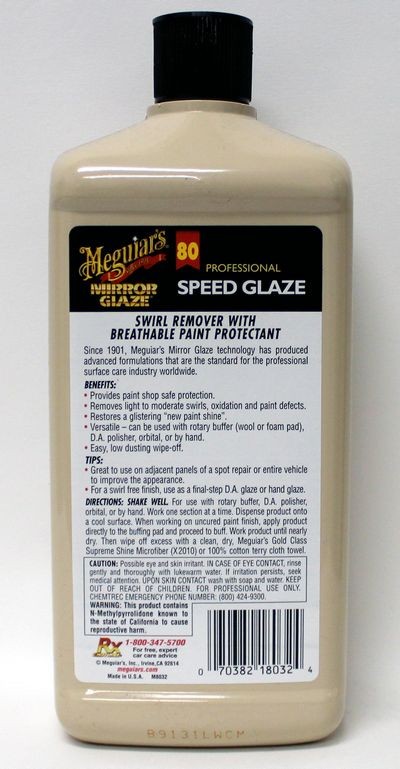 Meguiar's
MIRROR
GLAZE®
80
PROFESSIONAL
SPEED GLAZE
SWIRL REMOVER WITH
BREATHABLE PAINT PROTECTANT
Since 1901, Meguiar's Mirror Glaze technology has produced
advanced formulations that are the standard for the professional
surface care industry worldwide.
BENEFITS:
• Provides paint shop safe protection.
• Removes light to moderate swirls, oxidation and paint defects.
• Restores a glistering "new paint shine".
• Versatile – can be used with rotary buffer (wool or foam pad),
D.A. polisher, orbital, or by hand.
• Easy, low dusting wipe-off.
TIPS:
• Great to use on adjacent panels of a spot repair or entire vehicle
to improve the appearance.
• For a swirl free finish, use as a final-step D.A. glaze or hand glaze.
DIRECTIONS: SHAKE WELL. For use with rotary buffer, D.A. polisher,
orbital, or by hand. Work one section at a time. Dispense product onto
a cool surface. When working on uncured paint finish, apply product
directly to the buffing pad and proceed to buff. Work product until nearly
dry. Then wipe off excess with a clean, dry, Meguiar's Gold Class
Supreme Shine Microfiber (X2010) or 100% cotton terry cloth towel.
CAUTION: Possible eye and skin irritant. IN CASE OF EYE CONTACT, rinse
gently and thoroughly with lukewarm water. If irritation persists, seek
medical attention. UPON SKIN CONTACT wash with soap and water. KEEP
OUT OF REACH OF CHILDREN. FOR PROFESSIONAL USE ONLY.
CHEMTREC EMERGENCY PHONE NUMBER: (800) 424-9300.
WARNING: This product contains
N-Methylpyrrolidone known to
the state of California to cause
reproductive harm.
Rx
1-800-347-5700
For free, expert
car care advice
© Meguiar's, Inc., Irvine, CA 92614
meguiars.com
Made in U.S.A. M8032
0 70382 18032 4
B9131LWCM